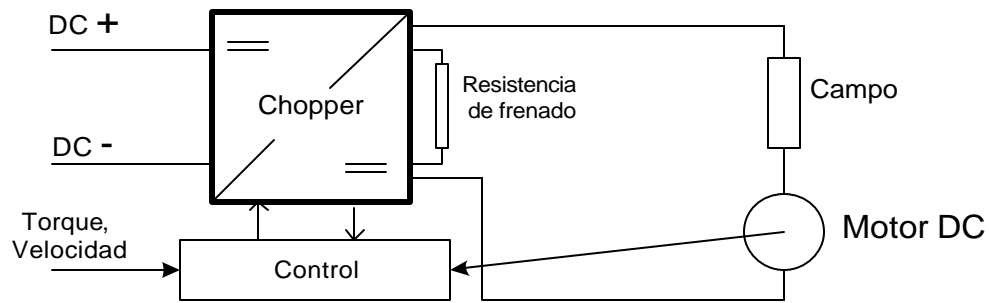 DC +
Chopper
Resistencia
de frenado
Campo
DC -
Torque,
Velocidad
Control
Motor DC